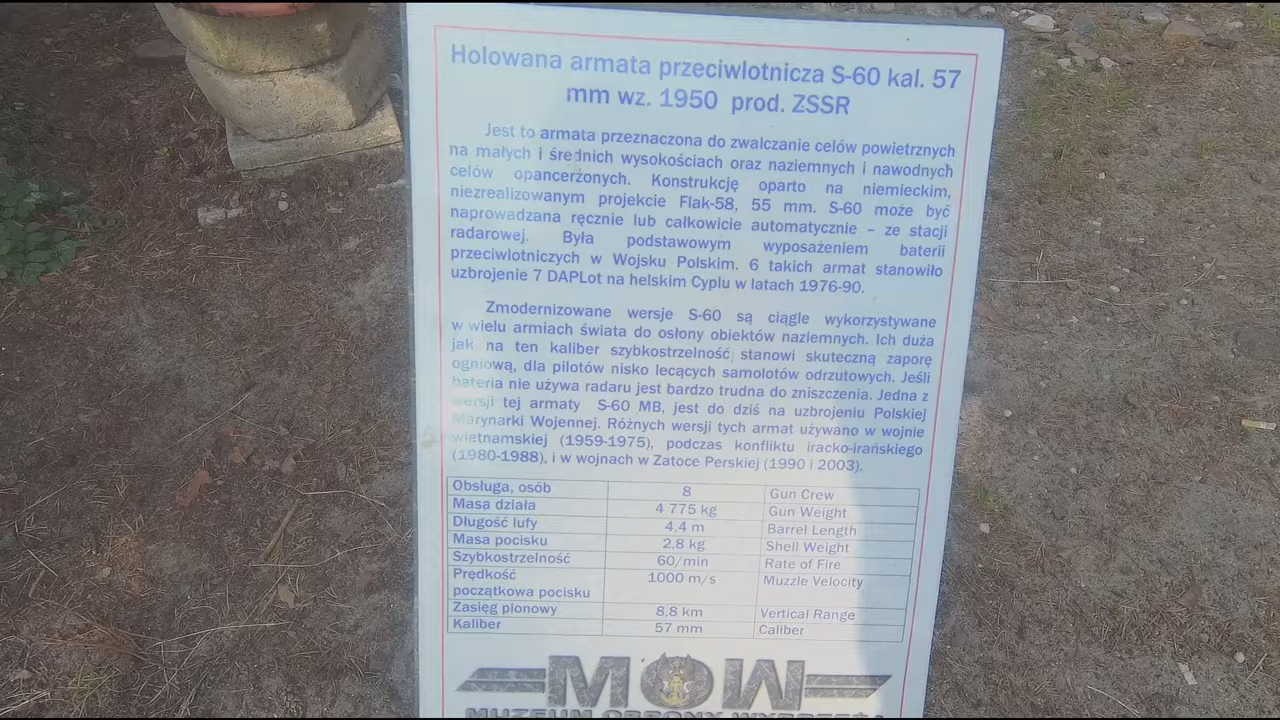 Holowana armata przeciwlotnicza S-60 kal. 57
mm wz. 1950 prod. ZSSR
Jest to armata przeznaczona do zwalczanie celów powietrznych
na małych i średnich wysokościach oraz naziemnych i nawodnych
celów opancerzonych. Konstrukcję oparto na niemieckim,
niezrealizowanym projekcie Flak-58, 55 mm. S-60 może być
naprowadzana ręcznie lub całkowicie automatycznie – ze stacji
radarowej. Była podstawowym wyposażeniem baterii
przeciwlotniczych w Wojsku Polskim. 6 takich armat stanowiło
uzbrojenie 7 DAPLot na helskim Cyplu w latach 1976-90.
Zmodernizowane wersje S-60 są ciągle wykorzystywane
w wielu armiach świata do osłony obiektów naziemnych. Ich duża
jak na ten kaliber szybkostrzelność stanowi skuteczną zaporę
ogniową, dla pilotów nisko lecących samolotów odrzutowych. Jeśli
bateria nie używa radaru jest bardzo trudna do zniszczenia. Jedna z
wersji tej armaty S-60 MB, jest do dziś na uzbrojeniu Polskiej
Marynarki Wojennej. Różnych wersji tych armat używano w wojnie
wietnamskiej (1959-1975), podczas konfliktu iracko-irańskiego
(1980-1988), i w wojnach w Zatoce Perskiej (1990 i 2003).
Obsługa, osób 8 Gun Crew
Masa działa 4 775 kg Gun Weight
Długość lufy 4,4 m Barrel Length
Masa pocisku 2,8 kg Shell Weight
Szybkostrzelność 60/min Rate of Fire
Prędkość 1000 m/s Muzzle Velocity
początkowa pocisku
Zasięg pionowy 8,8 km Vertical Range
Kaliber 57 mm Caliber
MOW
MUZEUM OBRONY WYBRZEŻA